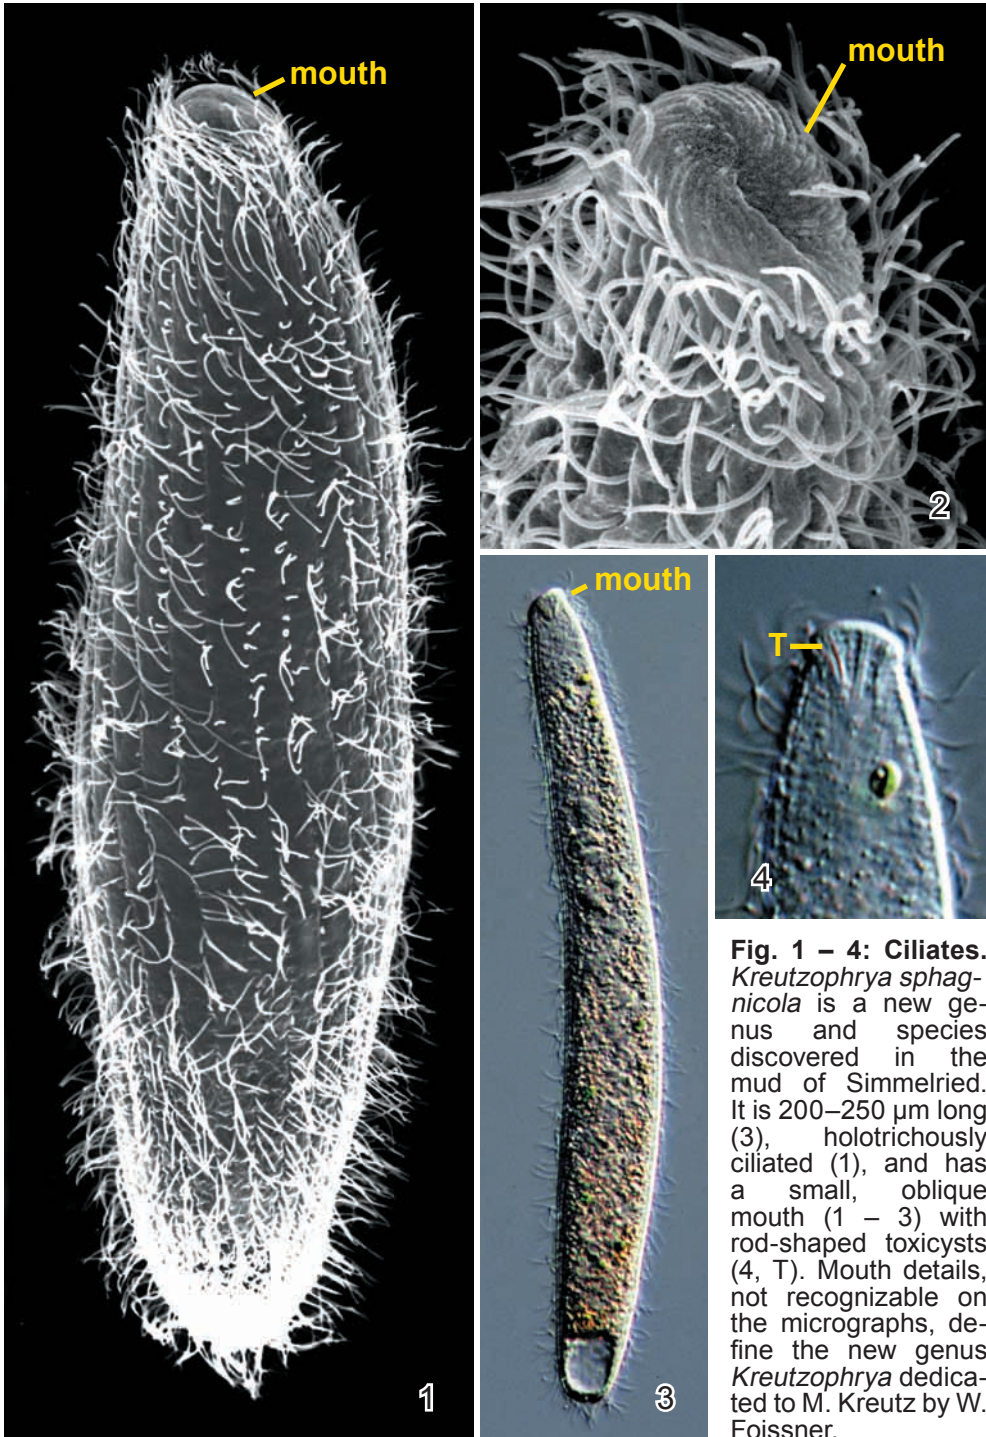 mouth
1
mouth
2
mouth
3
T
4
Fig. 1 – 4: Ciliates.
Kreutzophrya sphag-
nicola is a new ge-
nus and species
discovered in the
mud of Simmelried.
It is 200–250 µm long
(3), holotrichously
ciliated (1), and has
a small, oblique
mouth (1 – 3) with
rod-shaped toxicysts
(4, T). Mouth details,
not recognizable on
the micrographs, de-
fine the new genus
Kreutzophrya dedica-
ted to M. Kreutz by W.
Foissner.